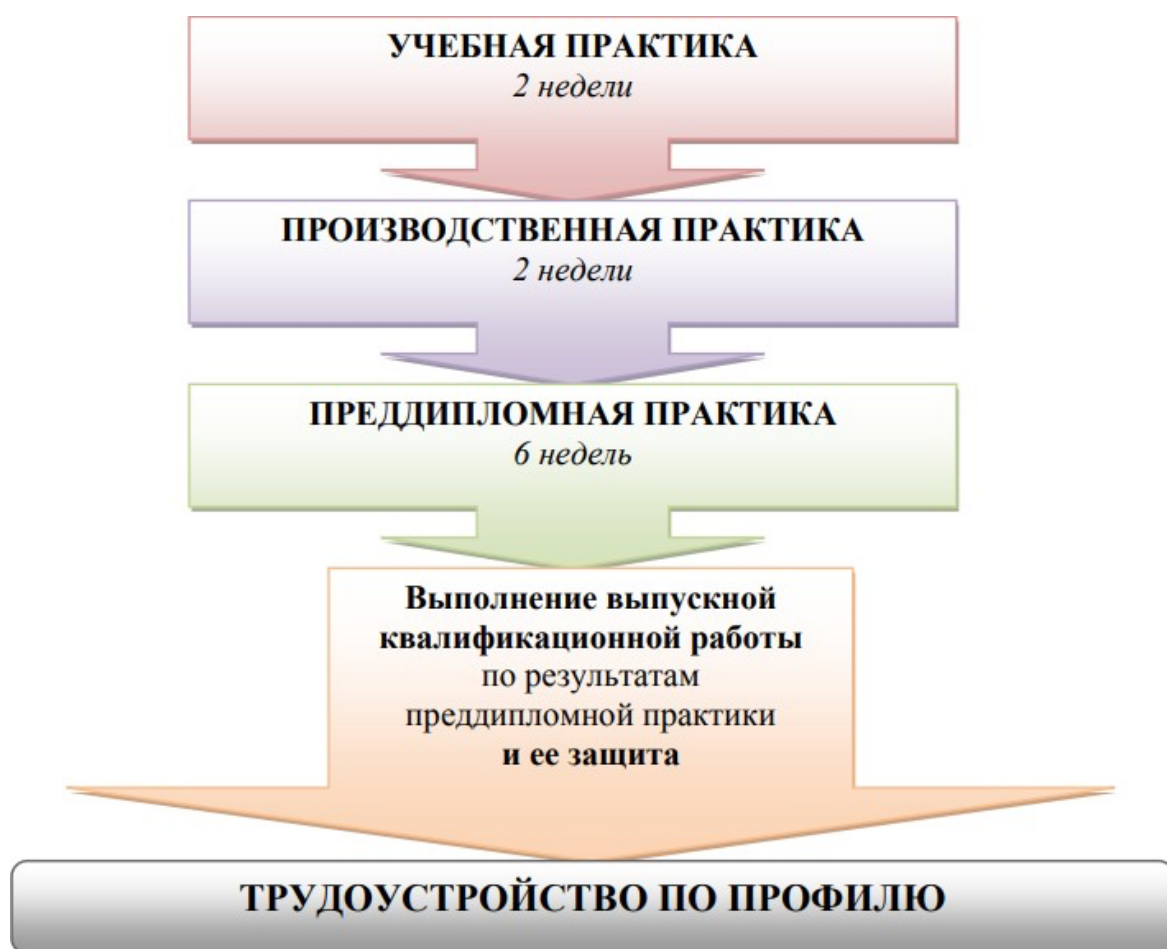 УЧЕБНАЯ ПРАКТИКА
2 недели
ПРОИЗВОДСТВЕННАЯ ПРАКТИКА
2 недели
ПРЕДДИПЛОМНАЯ ПРАКТИКА
6 недель
Выполнение выпускной
квалификационной работы
по результатам
преддипломной практики
и ее защита
ТРУДОУСТРОЙСТВО ПО ПРОФИЛЮ